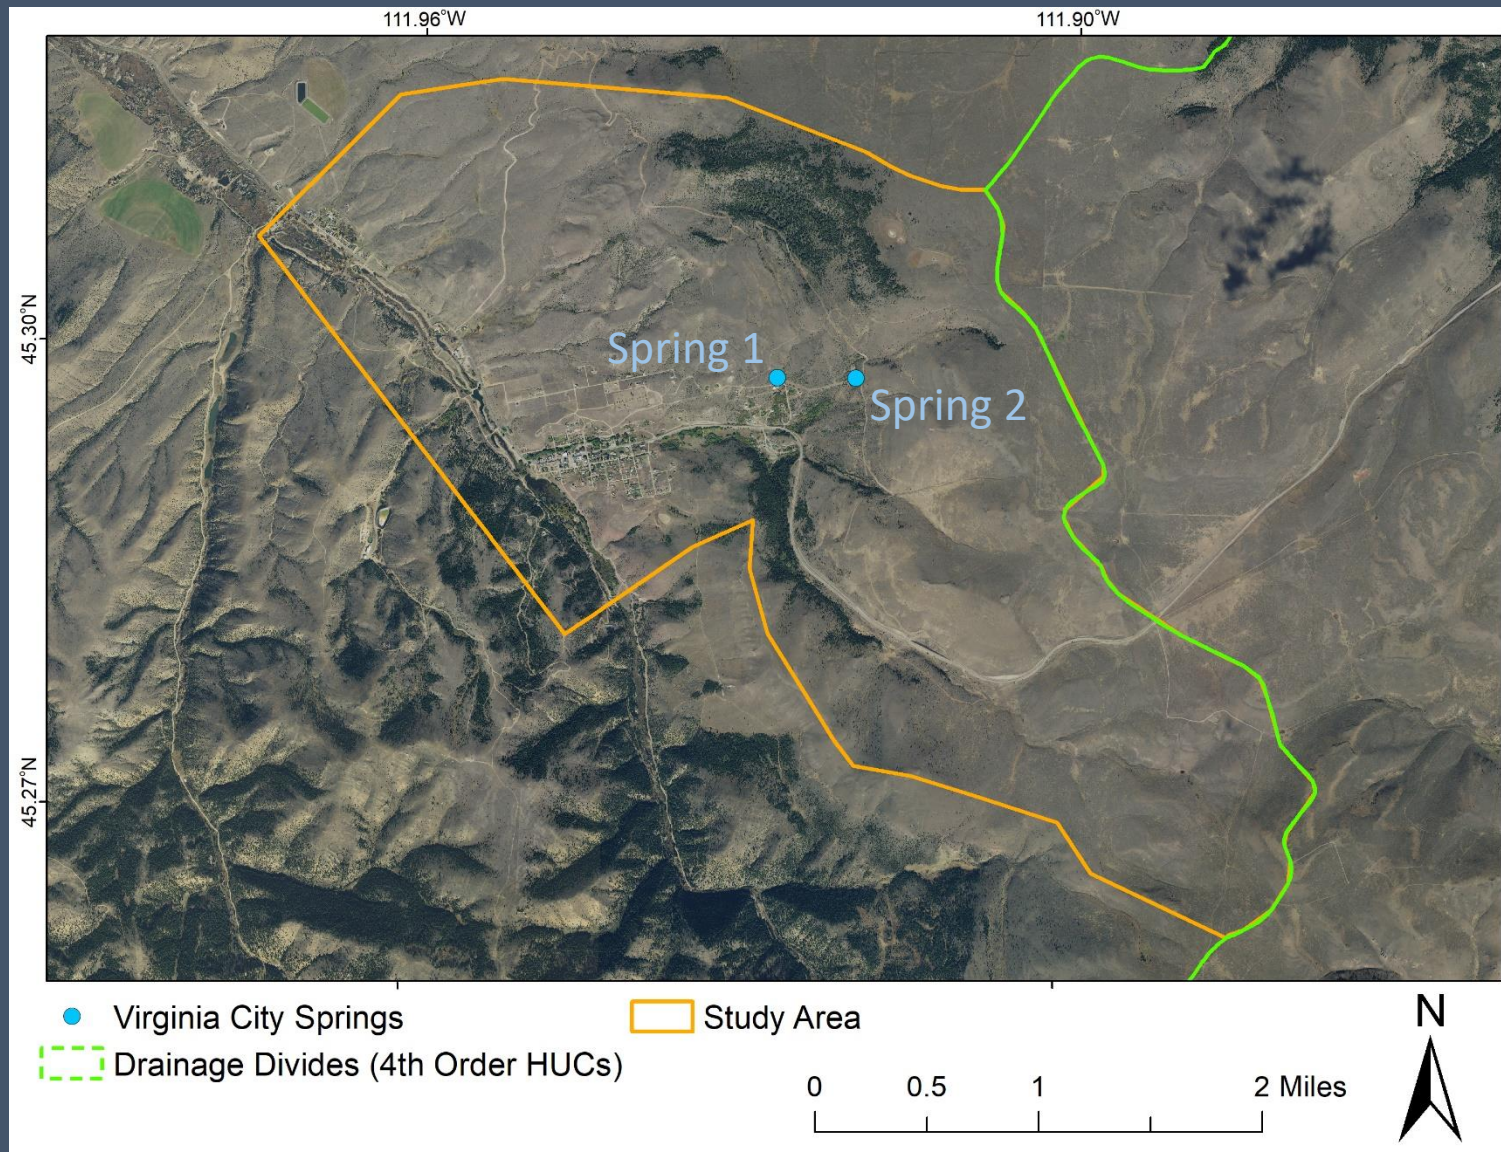 111.96°W
111.90°W
45.30°N
45.27°N
Spring 1
Spring 2
Virginia City Springs
Study Area
Drainage Divides (4th Order HUCs)
N
0 0.5 1 2 Miles